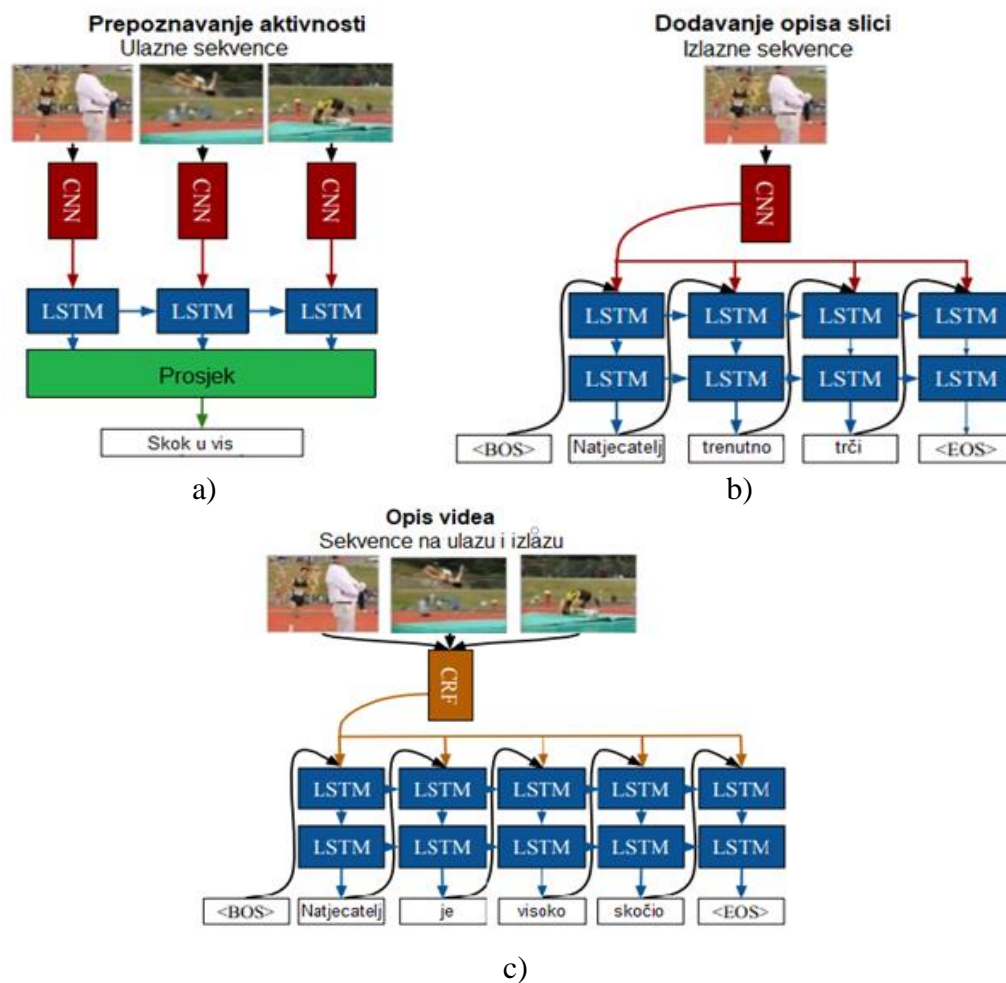 Prepoznavanje aktivnosti
Ulazne sekvence
CNN CNN CNN
LSTM LSTM LSTM
Prosjek
Skok u vis
a)
Dodavanje opisa slici
Izlazne sekvence
CNN
LSTM LSTM LSTM LSTM
LSTM LSTM LSTM LSTM
<BOS> Natjecatelj trenutno trči <EOS>
b)
Opis videa
Sekvence na ulazu i izlazu
CRF
LSTM LSTM LSTM LSTM LSTM
LSTM LSTM LSTM LSTM LSTM
<BOS> Natjecatelj je visoko skočio <EOS>
c)